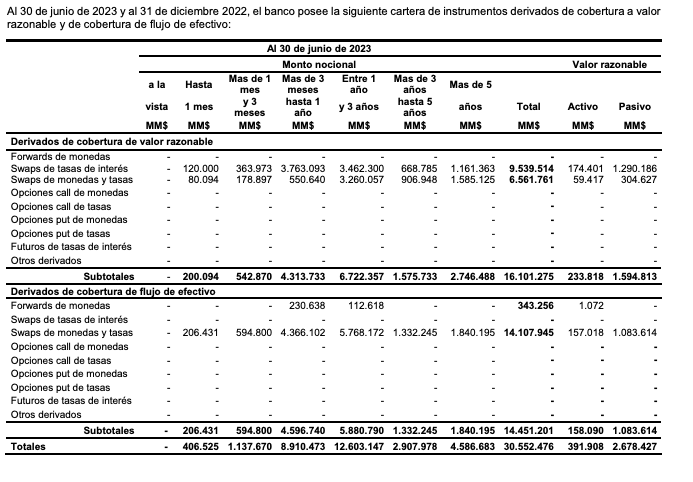 Al 30 de junio de 2023 y al 31 de diciembre 2022, el banco posee la siguiente cartera de instrumentos derivados de cobertura a valor
razonable y de cobertura de flujo de efectivo:
Al 30 de junio de 2023
Monto nocional Valor razonable
a la vista MM$ Hasta 1 mes MM$ Mas de 1 mes y 3 meses MM$ Mas de 3 meses hasta 1 año MM$ Entre 1 año y 3 años MM$ Mas de 3 años hasta 5 años MM$ Mas de 5 años MM$ Total MM$ Activo MM$ Pasivo MM$
Derivados de cobertura de valor razonable
Forwards de monedas - - - - - - - - - -
Swaps de tasas de interés - 120.000 363.973 3.763.093 3.462.300 668.785 1.161.363 9.539.514 174.401 1.290.186
Swaps de monedas y tasas - 80.094 178.897 550.640 3.260.057 906.948 1.585.125 6.561.761 59.417 304.627
Opciones call de monedas - - - - - - - - - -
Opciones call de tasas - - - - - - - - - -
Opciones put de monedas - - - - - - - - - -
Opciones put de tasas - - - - - - - - - -
Futuros de tasas de interés - - - - - - - - - -
Otros derivados - - - - - - - - - -
Subtotales - 200.094 542.870 4.313.733 6.722.357 1.575.733 2.746.488 16.101.275 233.818 1.594.813
Derivados de cobertura de flujo de efectivo
Forwards de monedas - - - 230.638 112.618 - - 343.256 1.072 -
Swaps de tasas de interés - - - - - - - - - -
Swaps de monedas y tasas - 206.431 594.800 4.366.102 5.768.172 1.332.245 1.840.195 14.107.945 157.018 1.083.614
Opciones call de monedas - - - - - - - - - -
Opciones call de tasas - - - - - - - - - -
Opciones put de monedas - - - - - - - - - -
Opciones put de tasas - - - - - - - - - -
Futuros de tasas de interés - - - - - - - - - -
Otros derivados - - - - - - - - - -
Subtotales - 206.431 594.800 4.596.740 5.880.790 1.332.245 1.840.195 14.451.201 158.090 1.083.614
Totales - 406.525 1.137.670 8.910.473 12.603.147 2.907.978 4.586.683 30.552.476 391.908 2.678.427